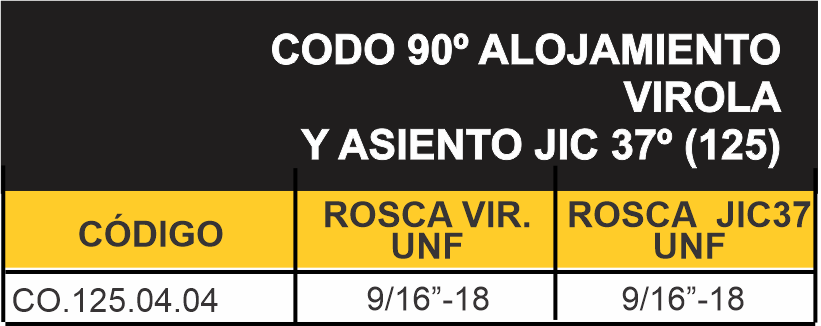 CODO 90º ALOJAMIENTO
VIROLA
Y ASIENTO JIC 37º (125)
CÓDIGO
ROSCA VIR.
UNF
ROSCA JIC37
UNF
CO.125.04.04
9/16”-18
9/16”-18